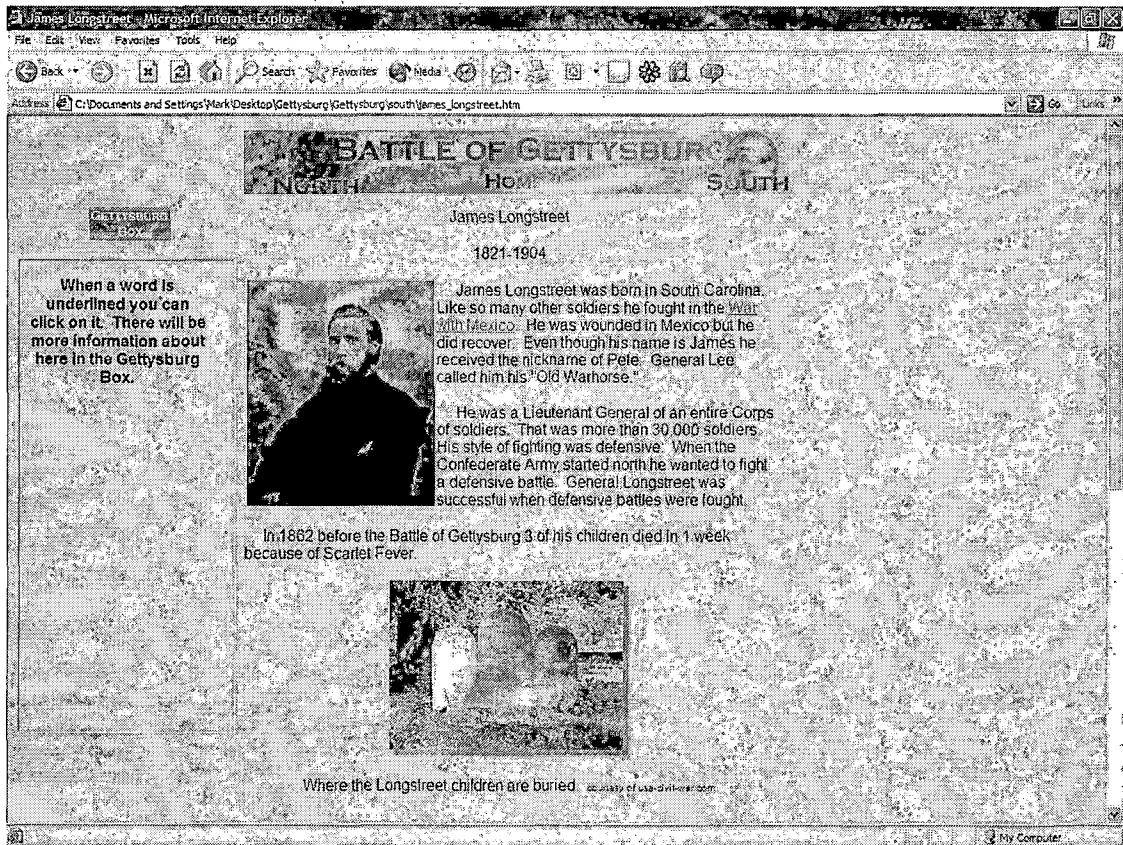 James Longstreet - Microsoft Internet Explorer
File Edit View Favorites Tools Help
Back Search Favorites Media
Address C:\Documents and Settings\Mark\Desktop\Gettysburg\Gettysburg\south\james_longstreet.htm Go Links »
BATTLE OF GETTYSBURG
NORTH HOME SOUTH
GETTYSBURG
BOX
When a word is
underlined you can
click on it. There will be
more information about
here in the Gettysburg
Box.
James Longstreet
1821-1904
James Longstreet was born in South Carolina.
Like so many other soldiers he fought in the War
with Mexico. He was wounded in Mexico but he
did recover. Even though his name is James he
received the nickname of Pete. General Lee
called him his "Old Warhorse."
He was a Lieutenant General of an entire Corps
of soldiers. That was more than 30,000 soldiers.
His style of fighting was defensive. When the
Confederate Army started north he wanted to fight
a defensive battle. General Longstreet was
successful when defensive battles were fought.
In 1862 before the Battle of Gettysburg 3 of his children died in 1 week
because of Scarlet Fever.
Where the Longstreet children are buried. courtesy of usa-civil-war.com
My Computer